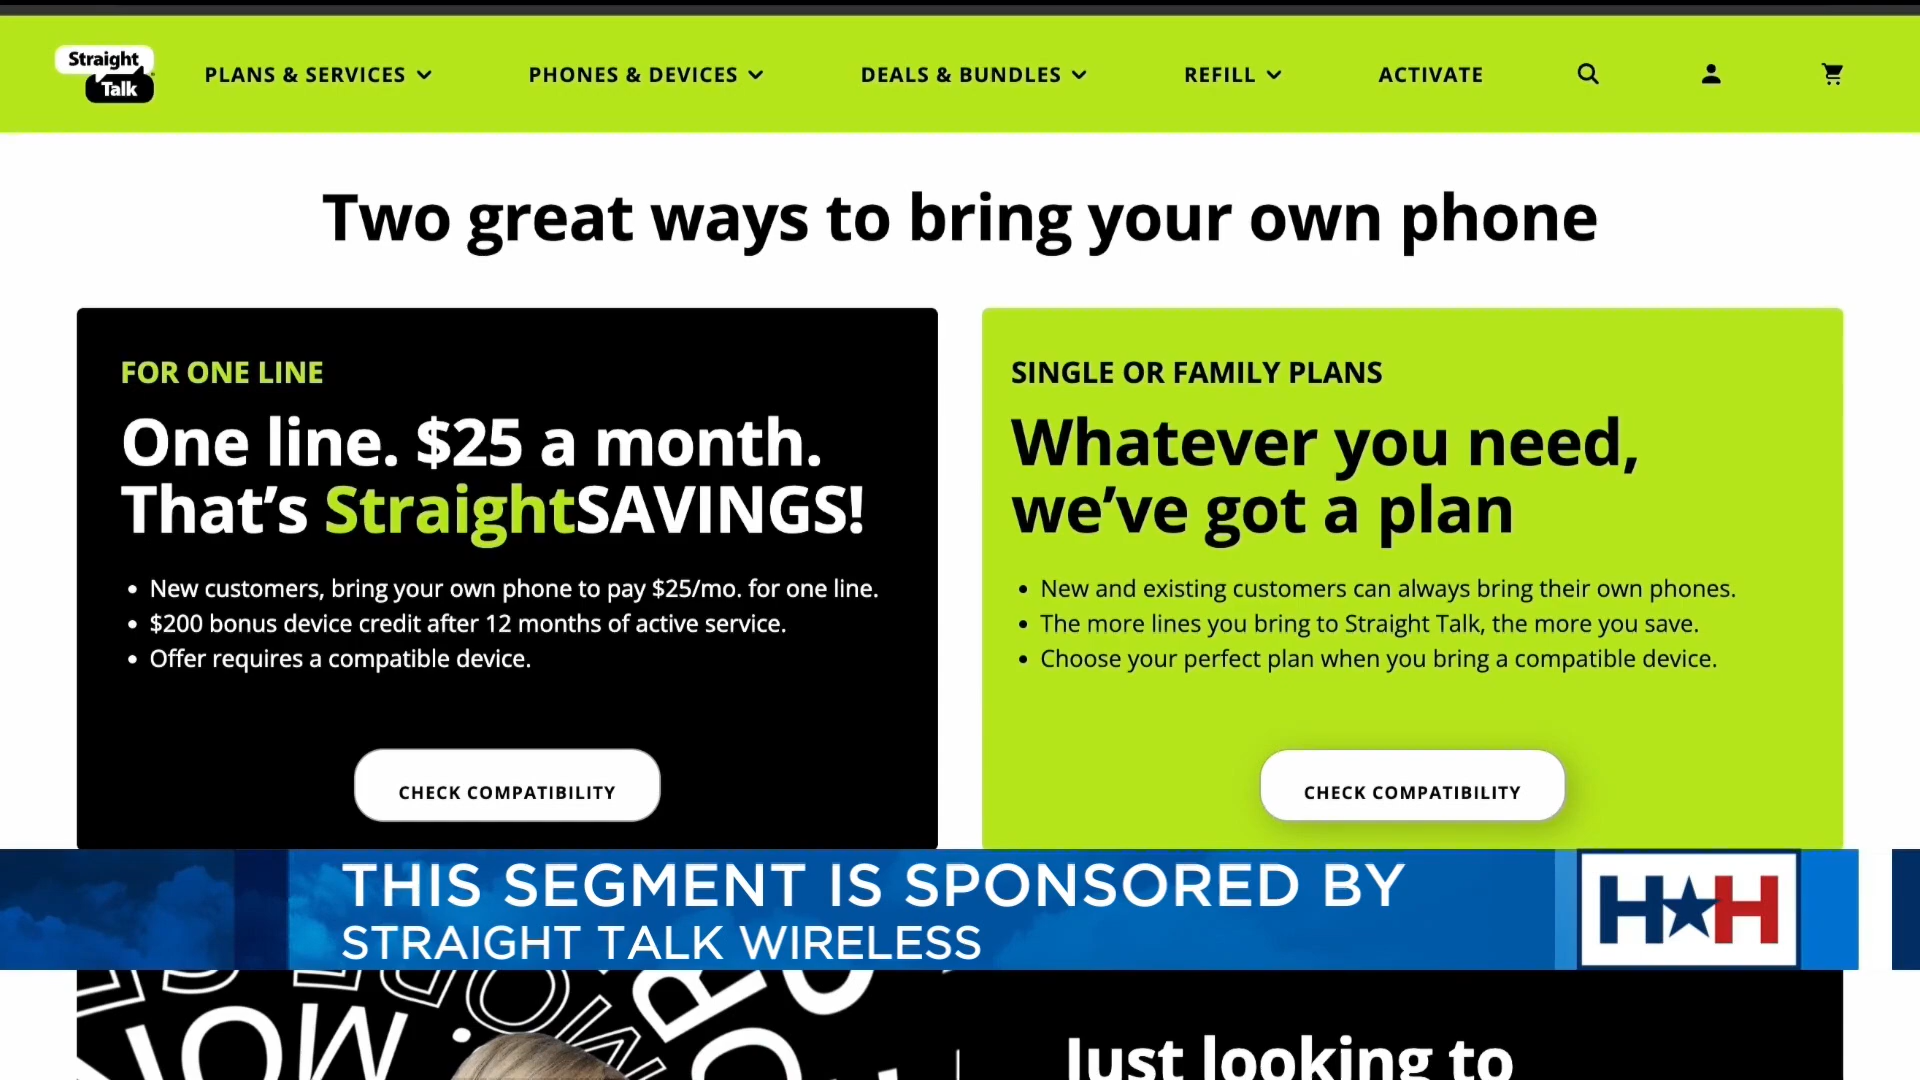 Straight
Talk
PLANS & SERVICES
PHONES & DEVICES
DEALS & BUNDLES
REFILL
ACTIVATE
Two great ways to bring your own phone
FOR ONE LINE
One line. $25 a month.
That’s StraightSAVINGS!
• New customers, bring your own phone to pay $25/mo. for one line.
• $200 bonus device credit after 12 months of active service.
• Offer requires a compatible device.
CHECK COMPATIBILITY
SINGLE OR FAMILY PLANS
Whatever you need,
we’ve got a plan
• New and existing customers can always bring their own phones.
• The more lines you bring to Straight Talk, the more you save.
• Choose your perfect plan when you bring a compatible device.
CHECK COMPATIBILITY
THIS SEGMENT IS SPONSORED BY
STRAIGHT TALK WIRELESS
H★H
Just looking to